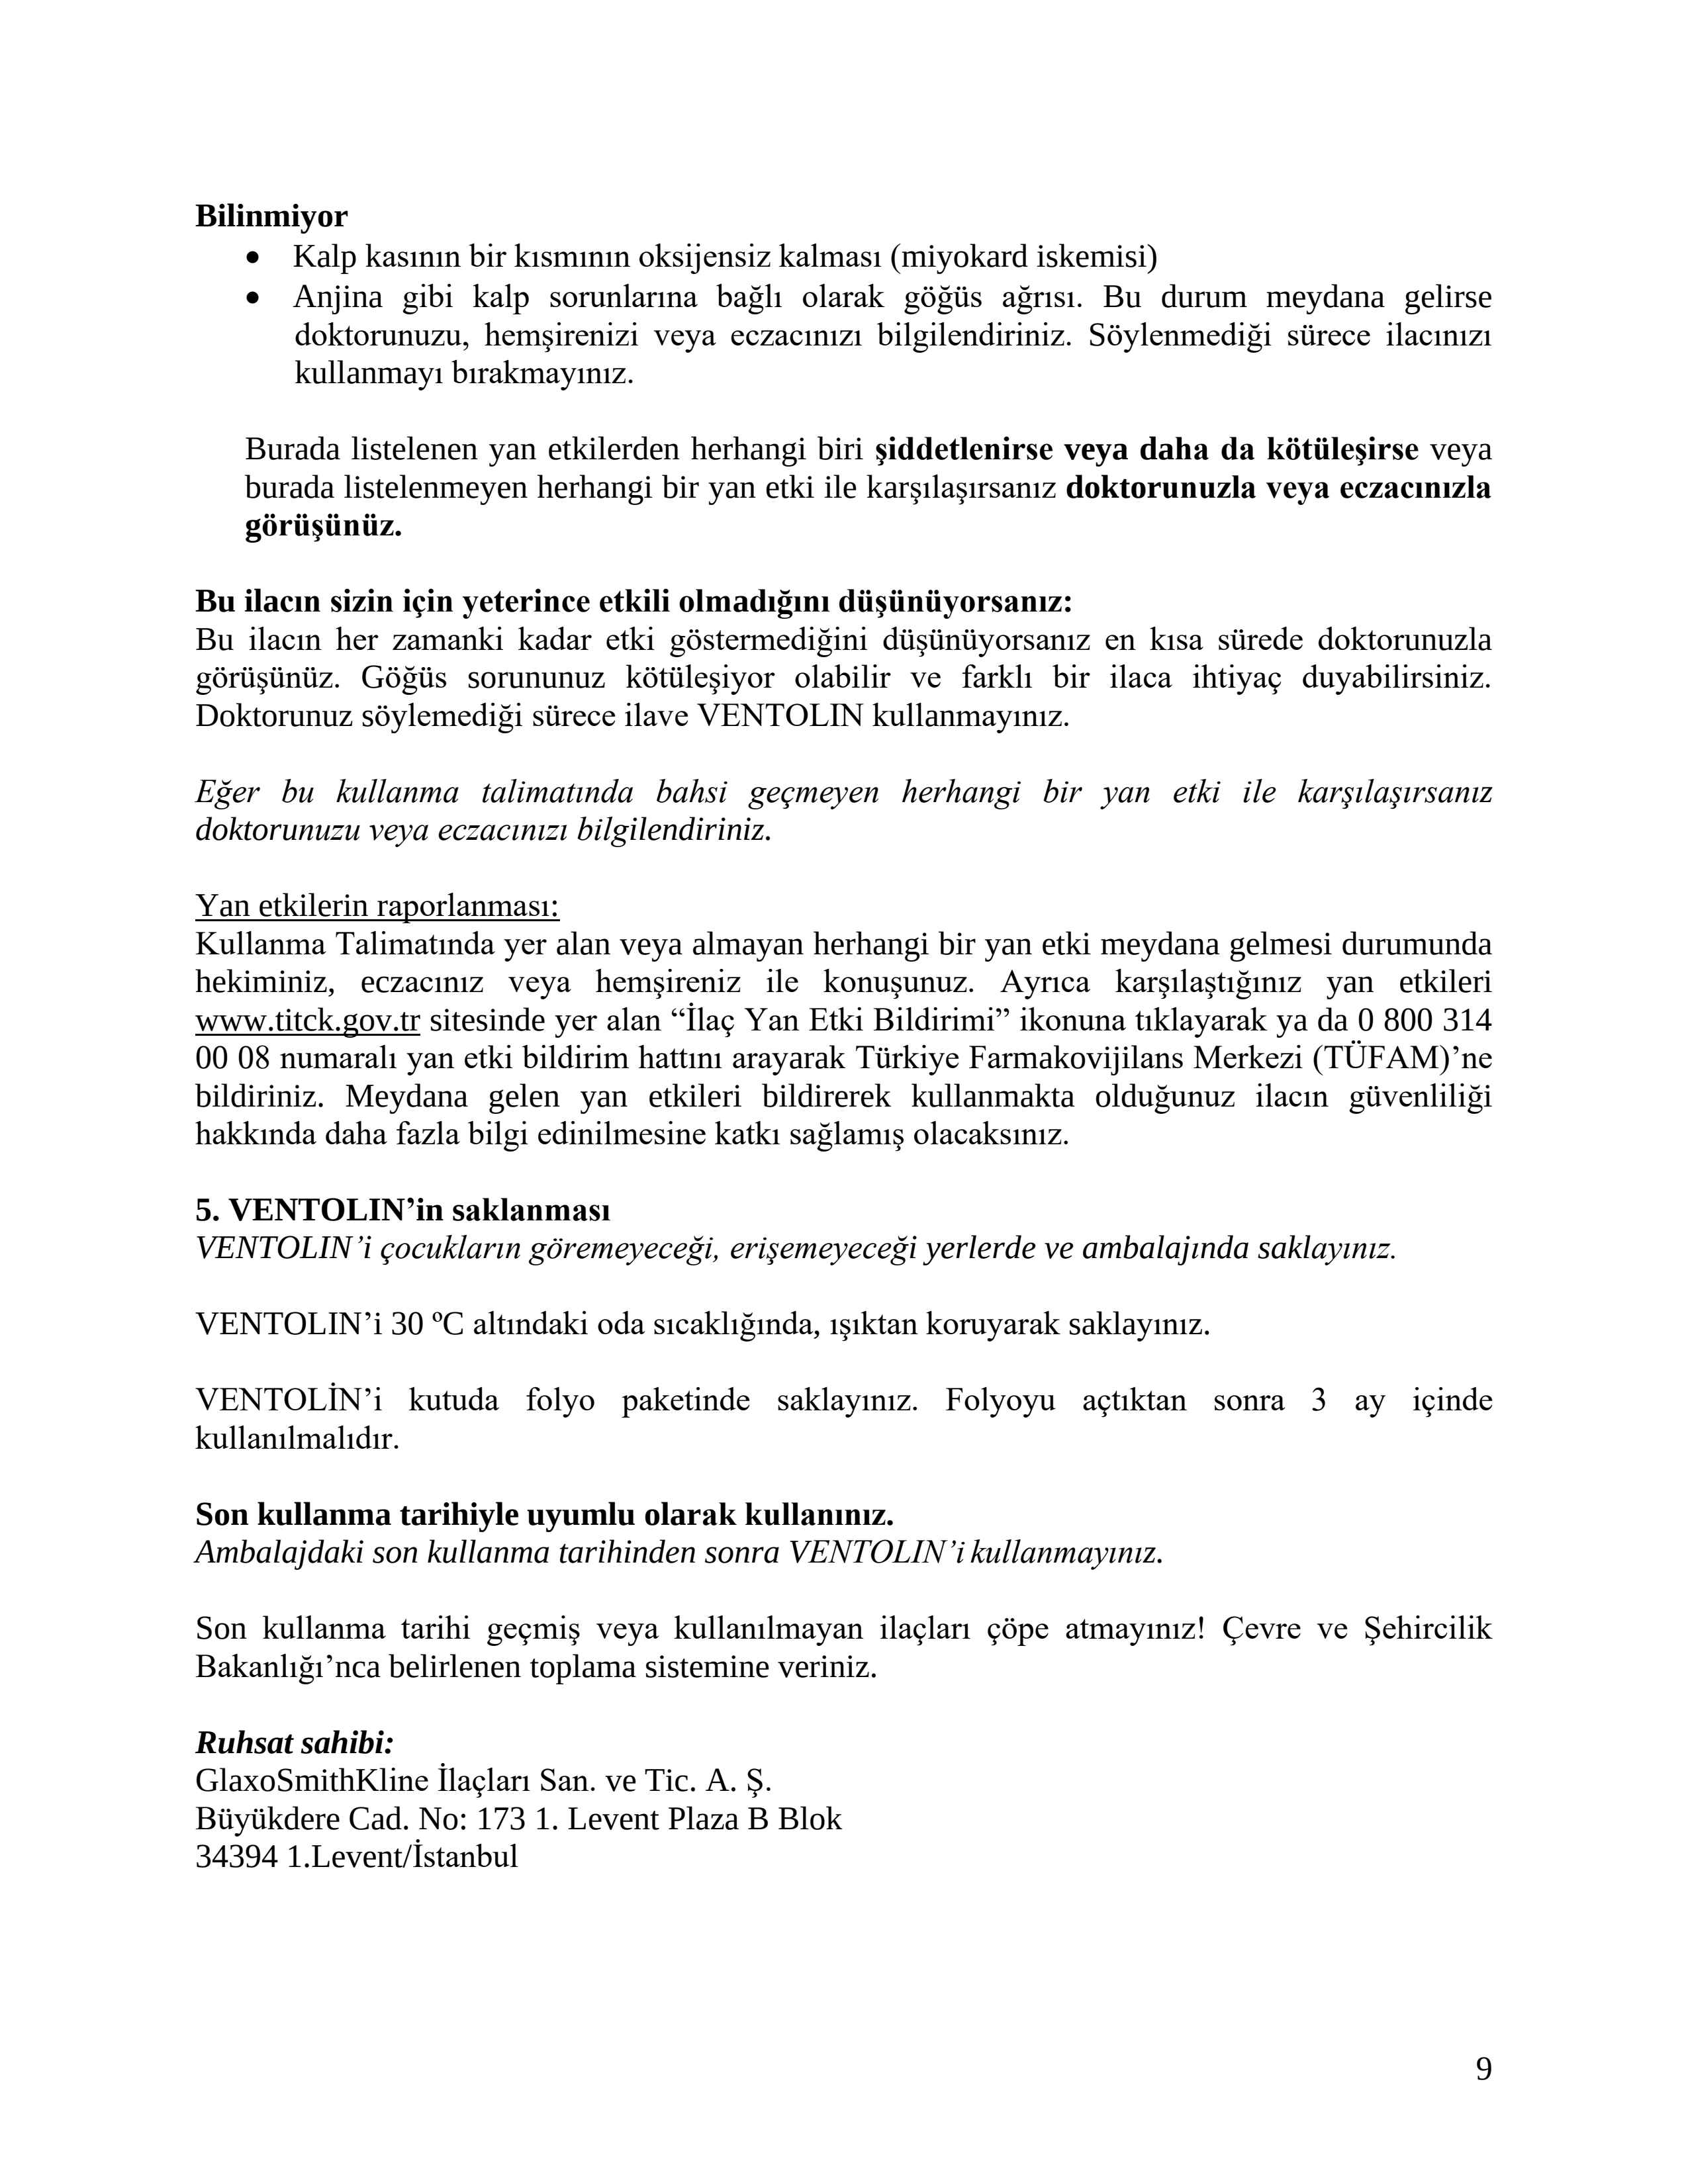 Bilinmiyor
• Kalp kasının bir kısmının oksijensiz kalması (miyokard iskemisi)
• Anjina gibi kalp sorunlarına bağlı olarak göğüs ağrısı. Bu durum meydana gelirse
doktorunuzu, hemşirenizi veya eczacınızı bilgilendiriniz. Söylenmediği sürece ilacınızı
kullanmayı bırakmayınız.
Burada listelenen yan etkilerden herhangi biri şiddetlenirse veya daha da kötüleşirse veya
burada listelenmeyen herhangi bir yan etki ile karşılaşırsanız doktorunuzla veya eczacınızla
görüşünüz.
Bu ilacın sizin için yeterince etkili olmadığını düşünüyorsanız:
Bu ilacın her zamanki kadar etki göstermediğini düşünüyorsanız en kısa sürede doktorunuzla
görüşünüz. Göğüs sorununuz kötüleşiyor olabilir ve farklı bir ilaca ihtiyaç duyabilirsiniz.
Doktorunuz söylemediği sürece ilave VENTOLIN kullanmayınız.
Eğer bu kullanma talimatında bahsi geçmeyen herhangi bir yan etki ile karşılaşırsanız
doktorunuzu veya eczacınızı bilgilendiriniz.
Yan etkilerin raporlanması:
Kullanma Talimatında yer alan veya almayan herhangi bir yan etki meydana gelmesi durumunda
hekiminiz, eczacınız veya hemşireniz ile konuşunuz. Ayrıca karşılaştığınız yan etkileri
www.titck.gov.tr sitesinde yer alan “İlaç Yan Etki Bildirimi” ikonuna tıklayarak ya da 0 800 314
00 08 numaralı yan etki bildirim hattını arayarak Türkiye Farmakovijilans Merkezi (TÜFAM)’ne
bildiriniz. Meydana gelen yan etkileri bildirerek kullanmakta olduğunuz ilacın güvenliliği
hakkında daha fazla bilgi edinilmesine katkı sağlamış olacaksınız.
5. VENTOLIN’in saklanması
VENTOLIN’i çocukların göremeyeceği, erişemeyeceği yerlerde ve ambalajında saklayınız.
VENTOLIN’i 30 ºC altındaki oda sıcaklığında, ışıktan koruyarak saklayınız.
VENTOLİN’i kutuda folyo paketinde saklayınız. Folyoyu açtıktan sonra 3 ay içinde
kullanılmalıdır.
Son kullanma tarihiyle uyumlu olarak kullanınız.
Ambalajdaki son kullanma tarihinden sonra VENTOLIN’i kullanmayınız.
Son kullanma tarihi geçmiş veya kullanılmayan ilaçları çöpe atmayınız! Çevre ve Şehircilik
Bakanlığı’nca belirlenen toplama sistemine veriniz.
Ruhsat sahibi:
GlaxoSmithKline İlaçları San. ve Tic. A. Ş.
Büyükdere Cad. No: 173 1. Levent Plaza B Blok
34394 1.Levent/İstanbul
9